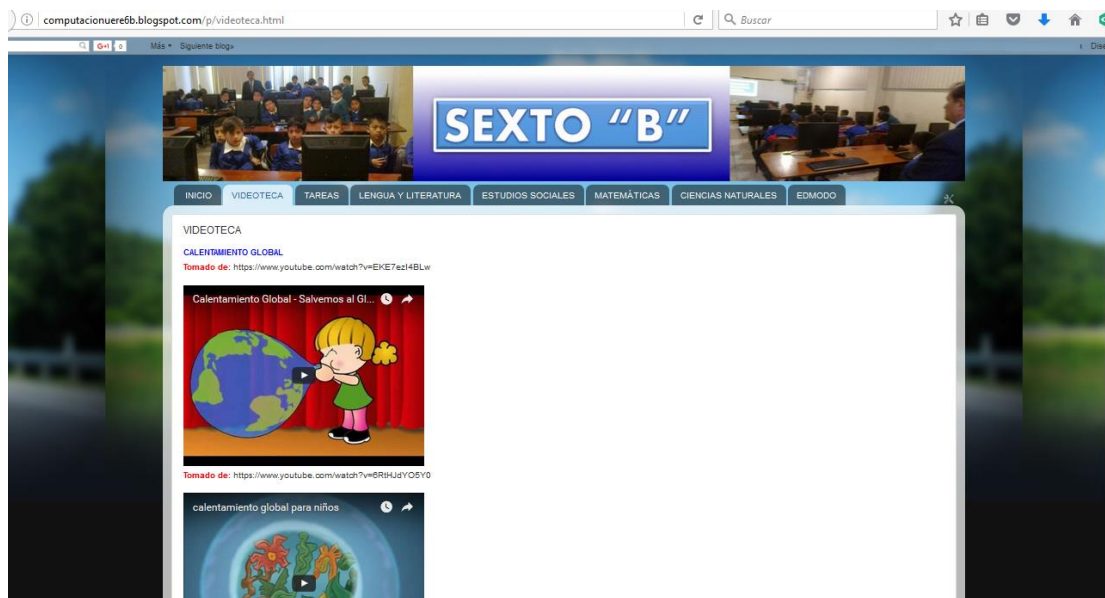 computacionuere6b.blogspot.com/p/videoteca.html
Buscar
G+1 0 Más Siguiente blog»
SEXTO "B"
INICIO VIDEOTECA TAREAS LENGUA Y LITERATURA ESTUDIOS SOCIALES MATEMÁTICAS CIENCIAS NATURALES EDMODO
VIDEOTECA
CALENTAMIENTO GLOBAL
Tomado de: https://www.youtube.com/watch?v=EKE7ezI4BLw
Calentamiento Global - Salvemos al Gl...
Tomado de: https://www.youtube.com/watch?v=6RtHJdYO5Y0
calentamiento global para niños